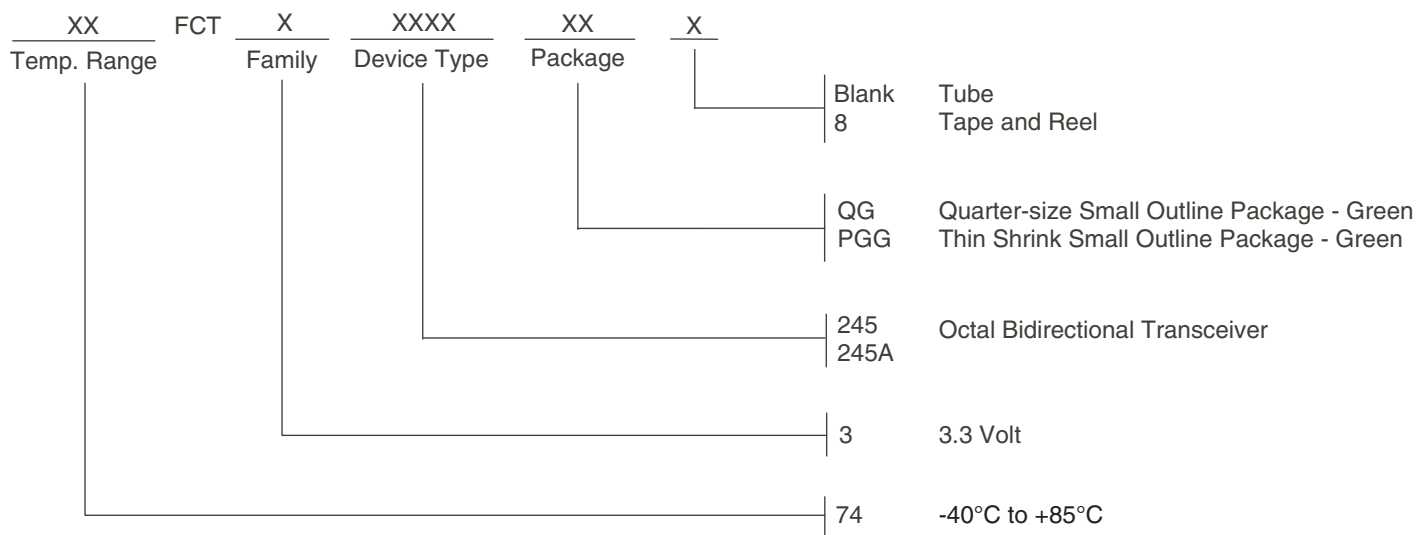 XX FCT X XXXX XX X
Temp. Range Family Device Type Package
Blank Tube
8 Tape and Reel
QG Quarter-size Small Outline Package - Green
PGG Thin Shrink Small Outline Package - Green
245 Octal Bidirectional Transceiver
245A
3 3.3 Volt
74 -40°C to +85°C